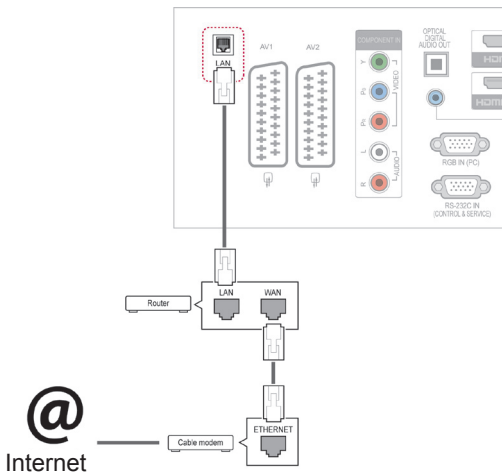 LAN
AV1
AV2
COMPONENT IN
Y
PB
PR
VIDEO
L
R
AUDIO
OPTICAL
DIGITAL
AUDIO OUT
HDMI
HDMI
RGB IN (PC)
RS-232C IN
(CONTROL & SERVICE)
LAN
WAN
Router
ETHERNET
@
Internet
Cable modem